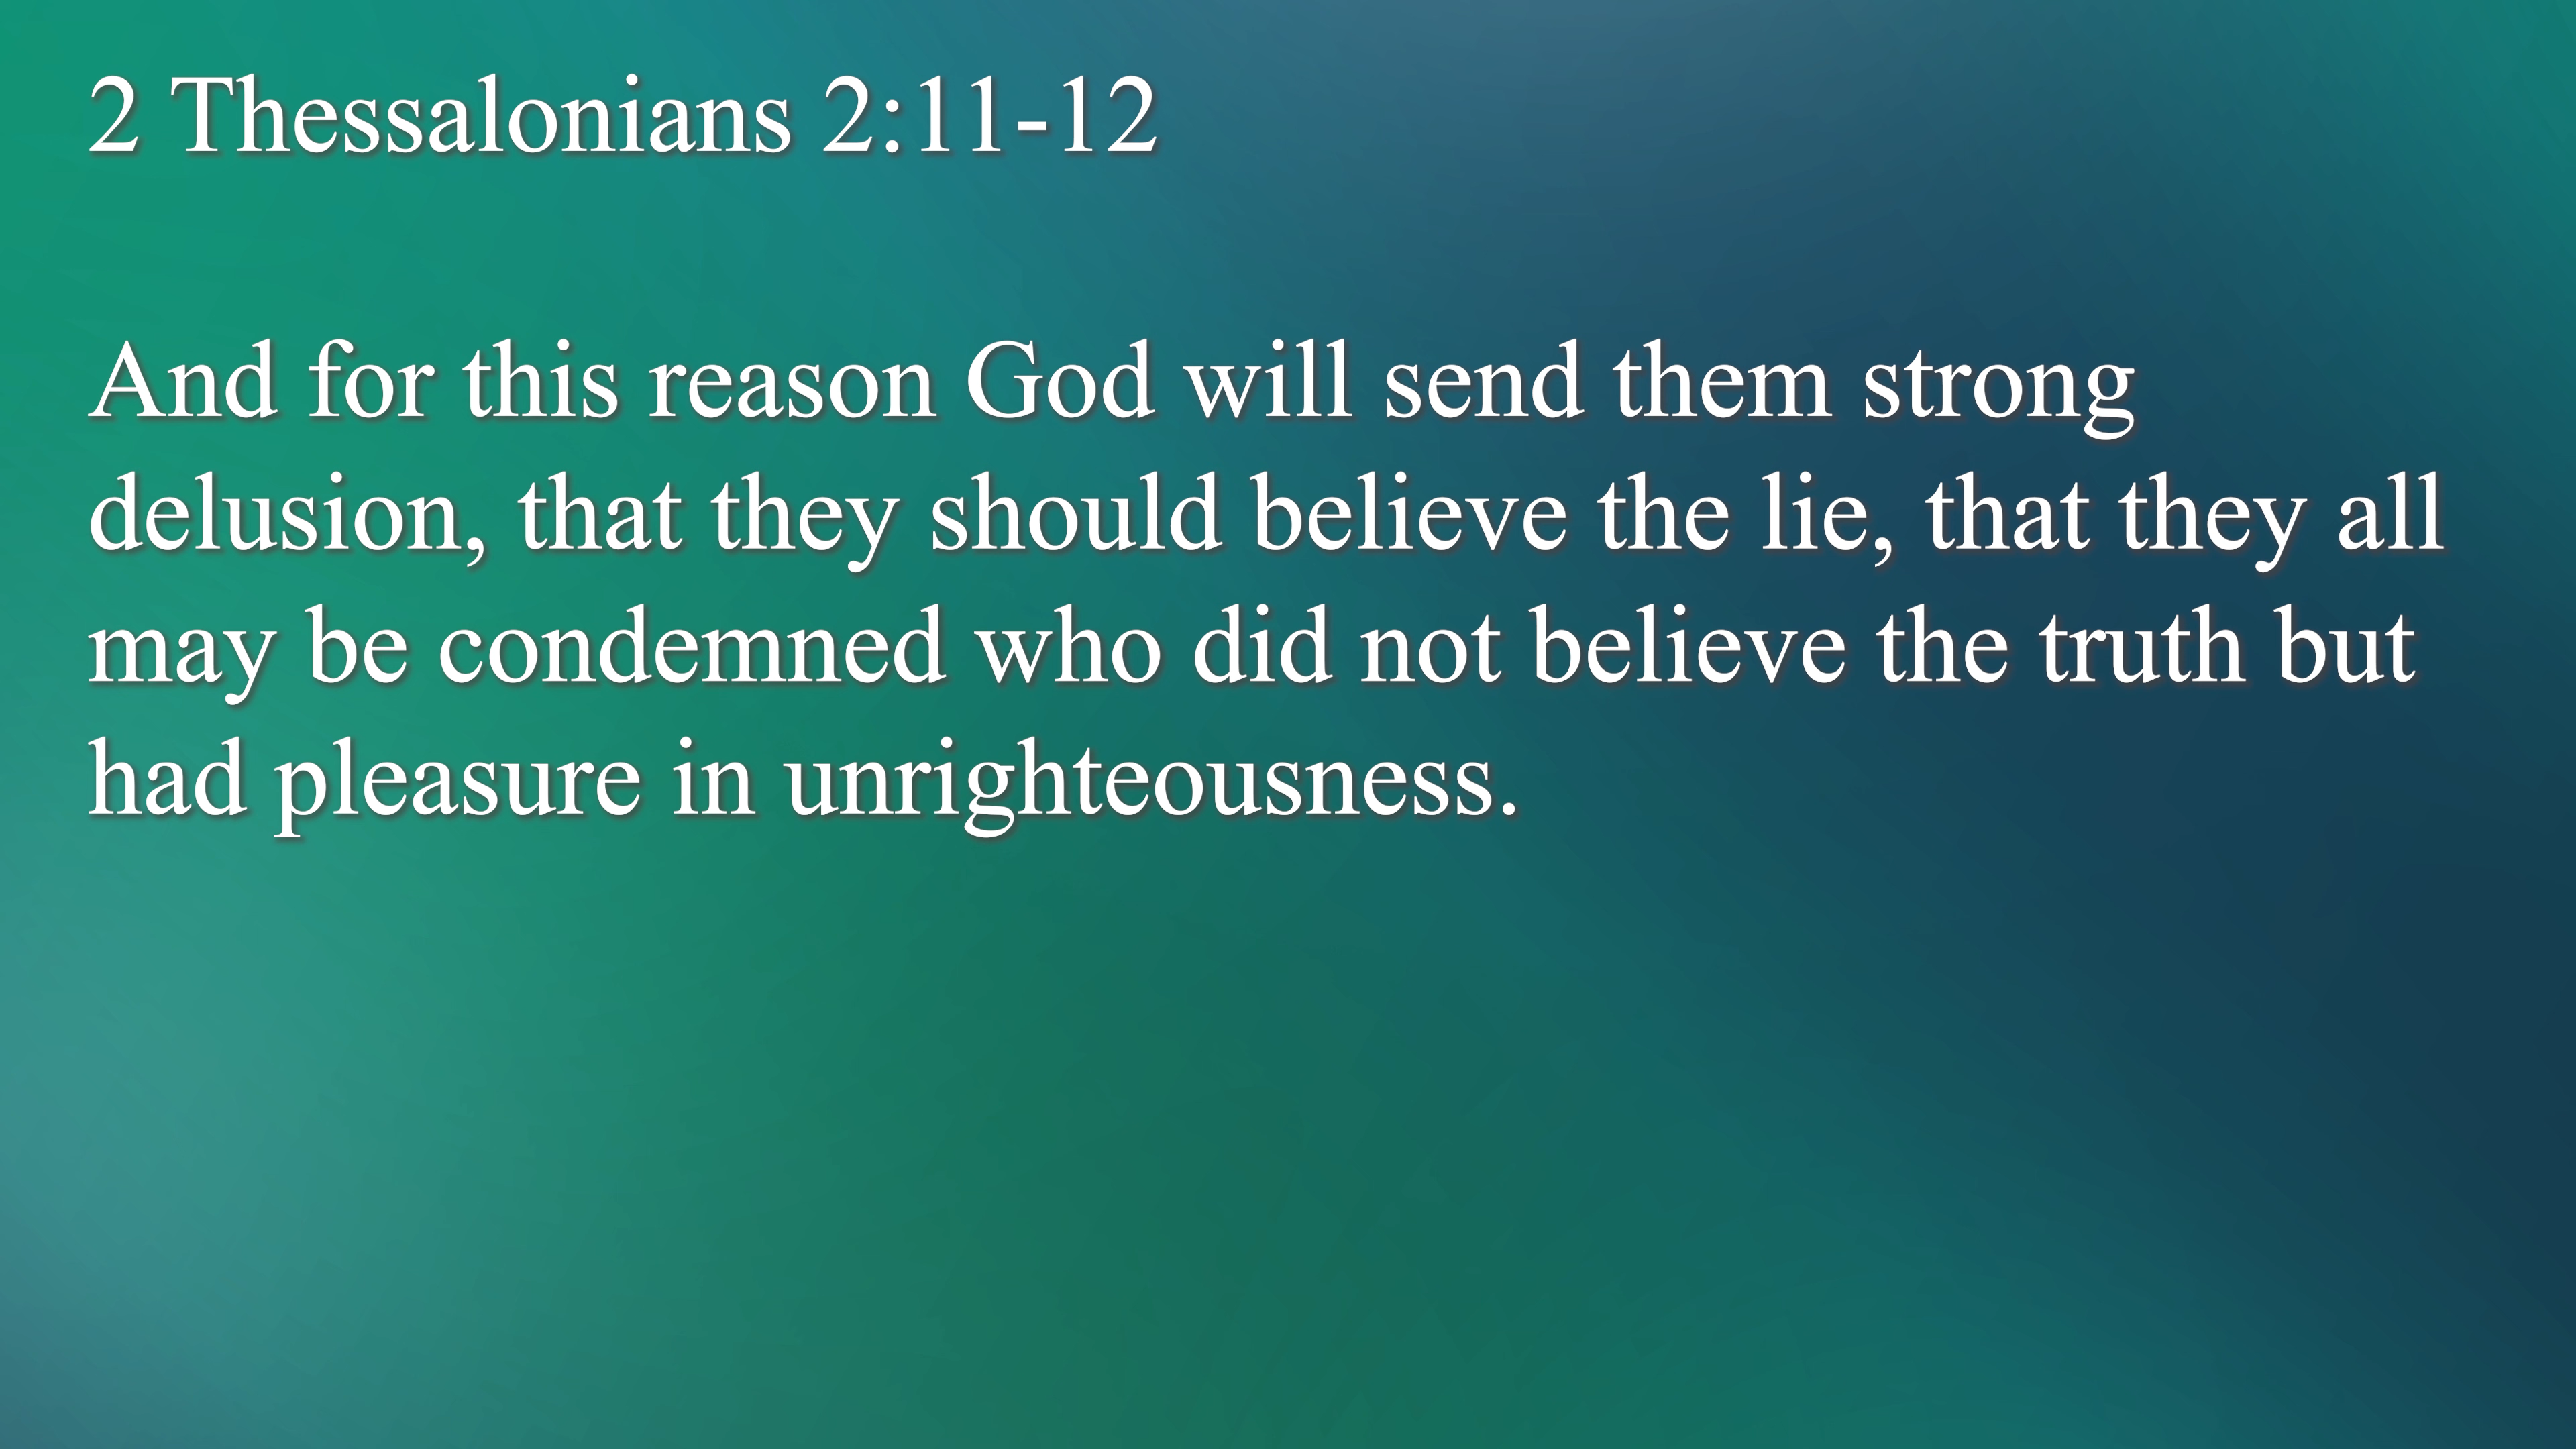 2 Thessalonians 2:11-12
And for this reason God will send them strong
delusion, that they should believe the lie, that they all
may be condemned who did not believe the truth but
had pleasure in unrighteousness.